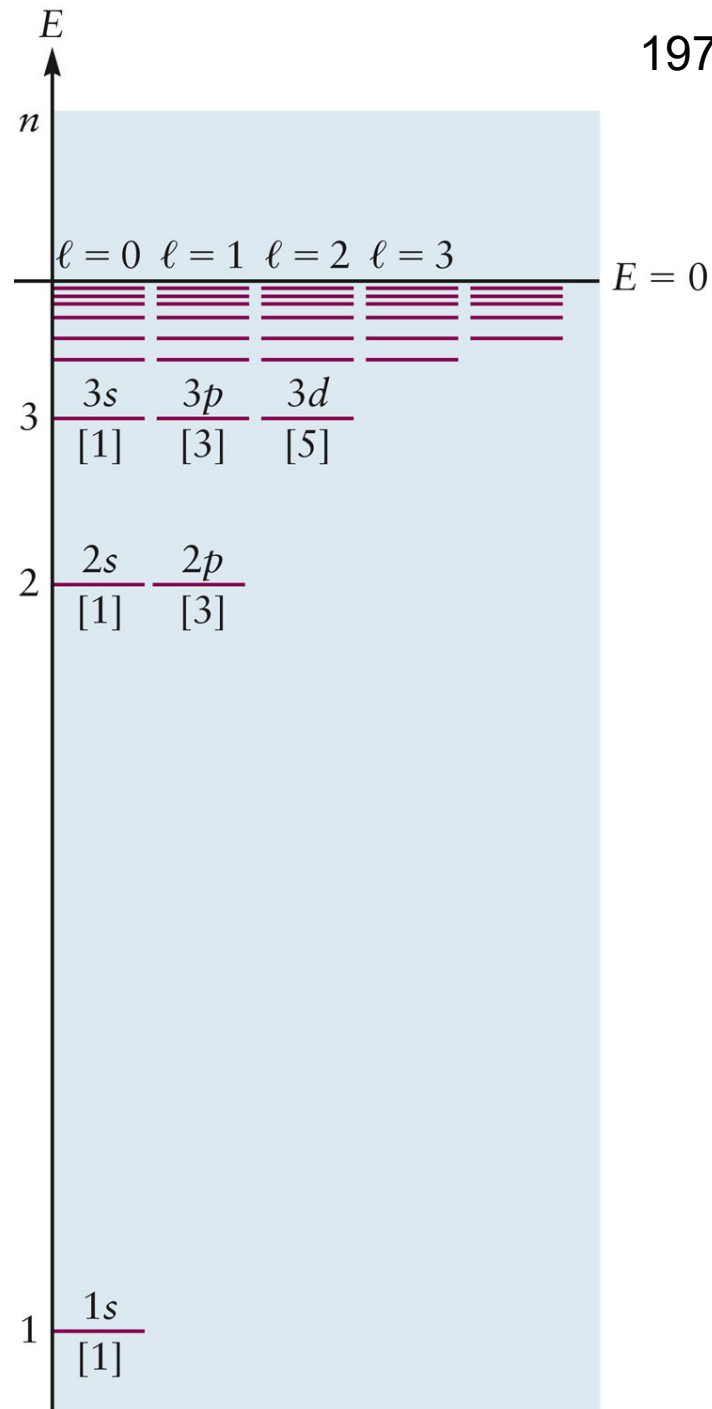 E
197
n
ℓ = 0 ℓ = 1 ℓ = 2 ℓ = 3
E = 0
3s 3p 3d
3
[1] [3] [5]
2s 2p
2
[1] [3]
1s
1
[1]